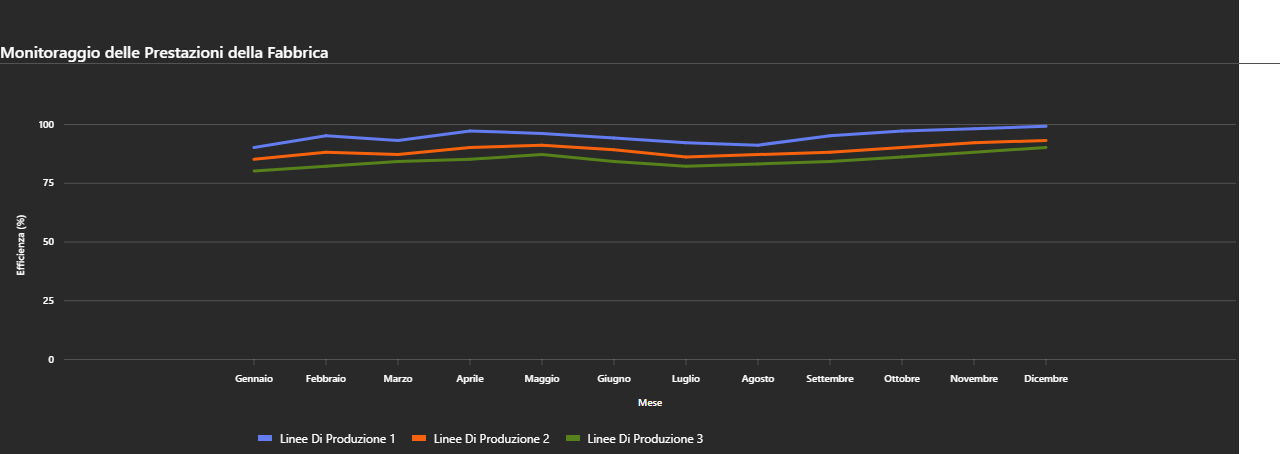 Monitoraggio delle Prestazioni della Fabbrica
100
75
50
25
0
Efficienza (%)
Gennaio Febbraio Marzo Aprile Maggio Giugno Luglio Agosto Settembre Ottobre Novembre Dicembre
Mese
Linee Di Produzione 1 Linee Di Produzione 2 Linee Di Produzione 3